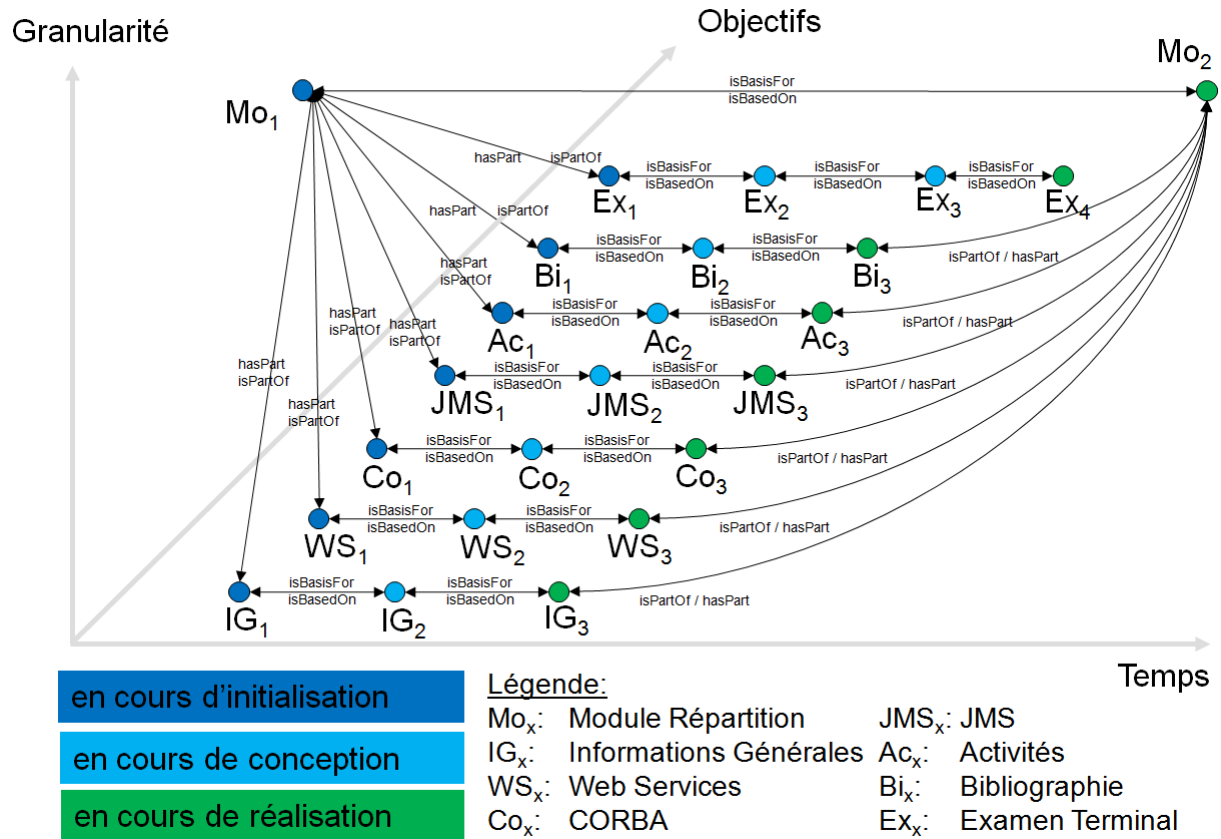 Granularité
Objectifs
Mo2
isBasisFor
isBasedOn
Mo1
hasPart isPartOf
isBasisFor isBasisFor isBasisFor
isBasedOn isBasedOn isBasedOn
Ex1 Ex2 Ex3 Ex4
hasPart isPartOf
isBasisFor isBasisFor
isBasedOn isBasedOn
isPartOf / hasPart
Bi1 Bi2 Bi3
hasPart
isPartOf
isBasisFor isBasisFor
isBasedOn isBasedOn
isPartOf / hasPart
Ac1 Ac2 Ac3
hasPart
isPartOf
hasPart
isPartOf
isBasisFor isBasisFor
isBasedOn isBasedOn
isPartOf / hasPart
JMS1 JMS2 JMS3
hasPart
isPartOf
hasPart
isPartOf
isBasisFor isBasisFor
isBasedOn isBasedOn
isPartOf / hasPart
Co1 Co2 Co3
isBasisFor isBasisFor
isBasedOn isBasedOn
isPartOf / hasPart
WS1 WS2 WS3
isBasisFor isBasisFor
isBasedOn isBasedOn
isPartOf / hasPart
IG1 IG2 IG3
Temps
en cours d'initialisation
en cours de conception
en cours de réalisation
Légende:
Mox: Module Répartition JMSx: JMS
IGx: Informations Générales Acx: Activités
WSx: Web Services Bix: Bibliographie
Cox: CORBA Exx: Examen Terminal